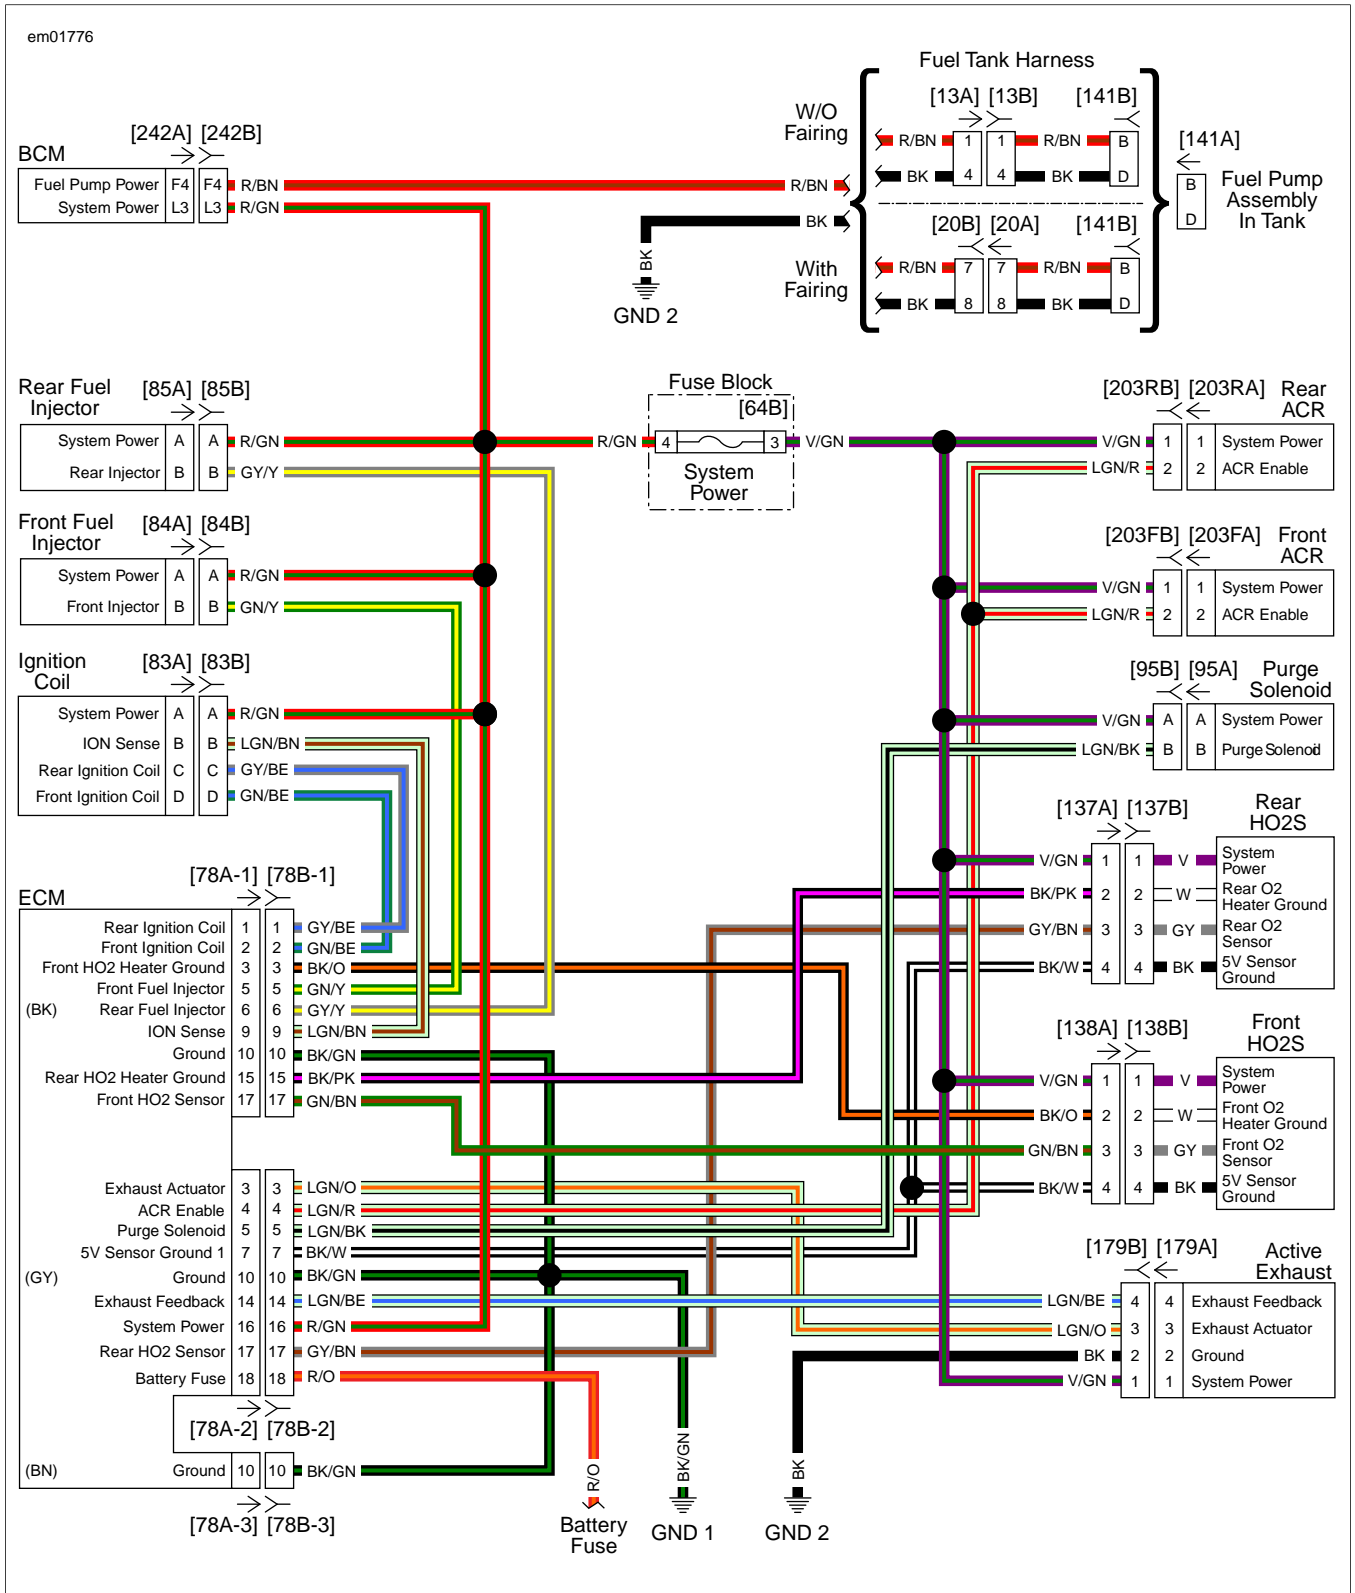 em01776
Fuel Tank Harness
W/O
Fairing
[13A] [13B] [141B]
R/BN 1 1 R/BN B
BK 4 4 BK D
[141A]
B
D
Fuel Pump
Assembly
In Tank
[20B] [20A] [141B]
With
Fairing
R/BN 7 7 R/BN B
BK 8 8 BK D
[242A] [242B]
BCM
Fuel Pump Power F4 F4 R/BN R/BN
System Power L3 L3 R/GN
BK
BK
GND 2
Rear Fuel
Injector
[85A] [85B]
System Power A A R/GN
Rear Injector B B GY/Y
Fuse Block
[64B]
R/GN 4 3 V/GN
System
Power
[203RB] [203RA]
Rear
ACR
V/GN 1 1 System Power
LGN/R 2 2 ACR Enable
Front Fuel
Injector
[84A] [84B]
System Power A A R/GN
Front Injector B B GN/Y
[203FB] [203FA]
Front
ACR
V/GN 1 1 System Power
LGN/R 2 2 ACR Enable
Ignition
Coil
[83A] [83B]
System Power A A R/GN
ION Sense B B LGN/BN
Rear Ignition Coil C C GY/BE
Front Ignition Coil D D GN/BE
[95B] [95A]
Purge
Solenoid
V/GN A A System Power
LGN/BK B B Purge Solenoid
[137A] [137B]
Rear
HO2S
V/GN 1 1 V System
Power
BK/PK 2 2 W Rear O2
Heater Ground
GY/BN 3 3 GY Rear O2
Sensor
BK/W 4 4 BK 5V Sensor
Ground
[78A-1] [78B-1]
ECM
Rear Ignition Coil 1 1 GY/BE
Front Ignition Coil 2 2 GN/BE
Front HO2 Heater Ground 3 3 BK/O
Front Fuel Injector 5 5 GN/Y
(BK) Rear Fuel Injector 6 6 GY/Y
ION Sense 9 9 LGN/BN
Ground 10 10 BK/GN
Rear HO2 Heater Ground 15 15 BK/PK
Front HO2 Sensor 17 17 GN/BN
[138A] [138B]
Front
HO2S
V/GN 1 1 V System
Power
BK/O 2 2 W Front O2
Heater Ground
GN/BN 3 3 GY Front O2
Sensor
BK/W 4 4 BK 5V Sensor
Ground
Exhaust Actuator 3 3 LGN/O
ACR Enable 4 4 LGN/R
Purge Solenoid 5 5 LGN/BK
5V Sensor Ground 1 7 7 BK/W
(GY) Ground 10 10 BK/GN
Exhaust Feedback 14 14 LGN/BE
System Power 16 16 R/GN
Rear HO2 Sensor 17 17 GY/BN
Battery Fuse 18 18 R/O
[78A-2] [78B-2]
[179B] [179A]
Active
Exhaust
LGN/BE 4 4 Exhaust Feedback
LGN/O 3 3 Exhaust Actuator
BK 2 2 Ground
V/GN 1 1 System Power
(BN) Ground 10 10 BK/GN
[78A-3] [78B-3]
R/O
Battery
Fuse
BK/GN
GND 1
BK
GND 2